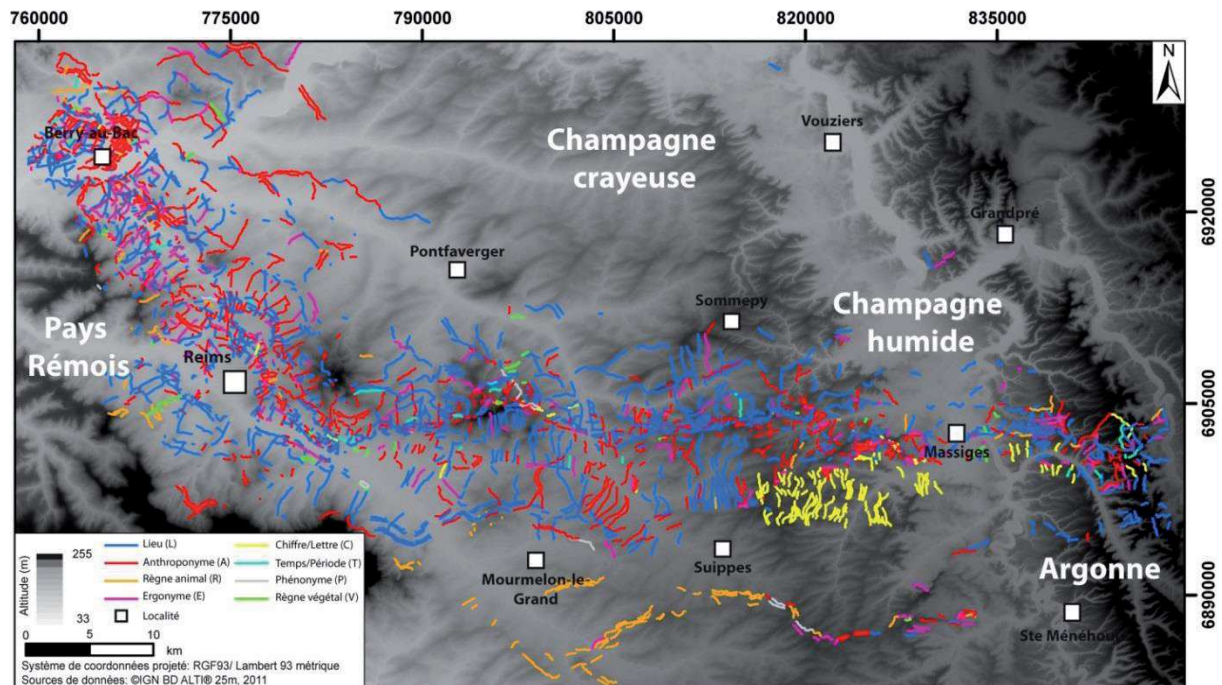 760000 775000 790000 805000 820000 835000
N
Vouziers
Berry-au-Bac
Champagne
crayeuse
Grandpré
6920000
Pontfaverger
Sommepy
Champagne
humide
Pays
Rémois
Reims
6905000
Massiges
Lieu (L)
Chiffre/Lettre (C)
Altitude (m)
255
33
Anthroponyme (A)
Temps/Période (T)
Règne animal (R)
Phénonyme (P)
Ergonyme (E)
Règne végétal (V)
Localité
0 5 10
km
Mourmelon-le
Grand
Suippes
Argonne
6890000
Ste Ménéhou
Système de coordonnées projeté: RGF93/ Lambert 93 métrique
Sources de données: ©IGN BD ALTI® 25m, 2011